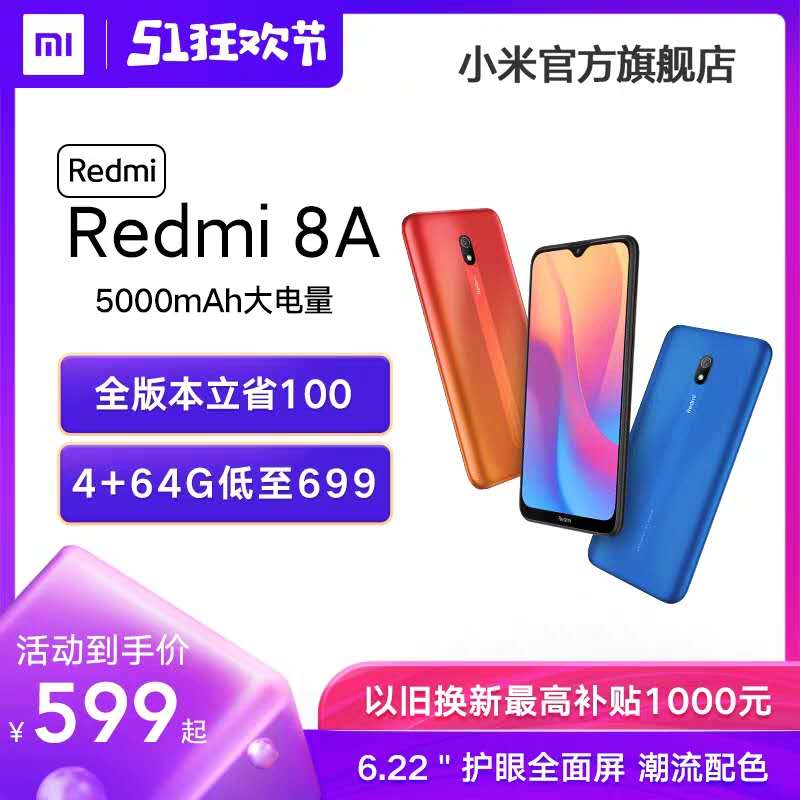 mi
51狂欢节
小米官方旗舰店
Redmi
Redmi 8A
5000mAh大电量
全版本立省100
4+64G低至699
Redmi
Redmi
Redmi
活动到手价
¥599起
以旧换新最高补贴1000元
6.22 " 护眼全面屏 潮流配色